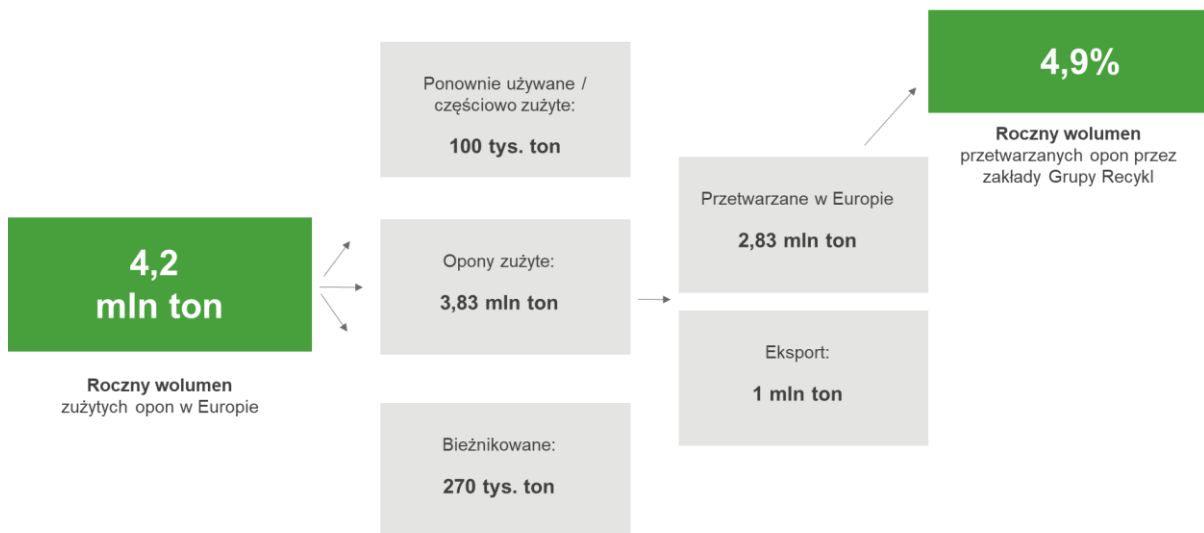 4,2
mln ton
Roczny wolumen
zużytych opon w Europie
Ponownie używane /
częściowo zużyte:
100 tys. ton
Opony zużyte:
3,83 mln ton
Bieżnikowane:
270 tys. ton
Przetwarzane w Europie
2,83 mln ton
Eksport:
1 mln ton
4,9%
Roczny wolumen
przetwarzanych opon przez
zakłady Grupy Recykl